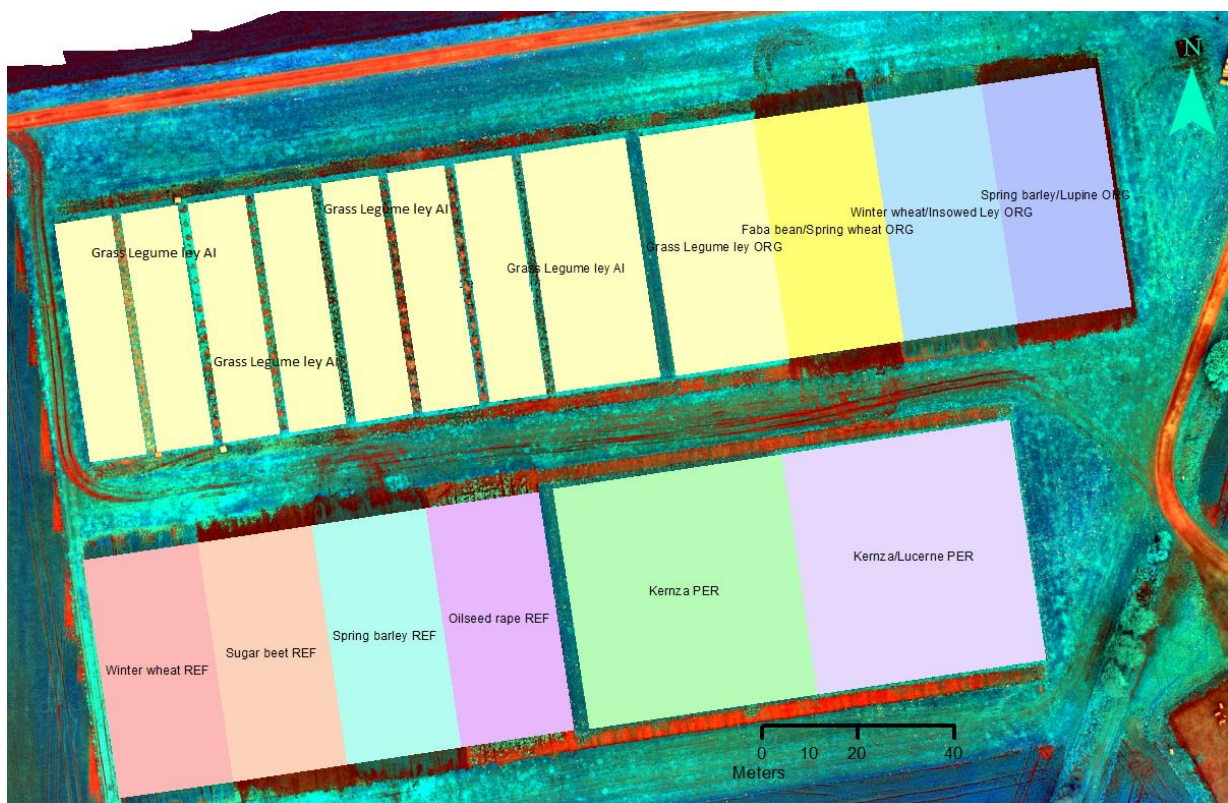 N
Spring barley/Lupine ORG
Grass Legume ley AI
Winter wheat/Insowed Ley ORG
Faba bean/Spring wheat ORG
Grass Legume ley ORG
Grass Legume ley AI
Grass Legume ley AI
Grass Legume ley AI
Kernza/Lucerne PER
Kernza PER
Oilseed rape REF
Spring barley REF
Sugar beet REF
Winter wheat REF
0 10 20 40
Meters